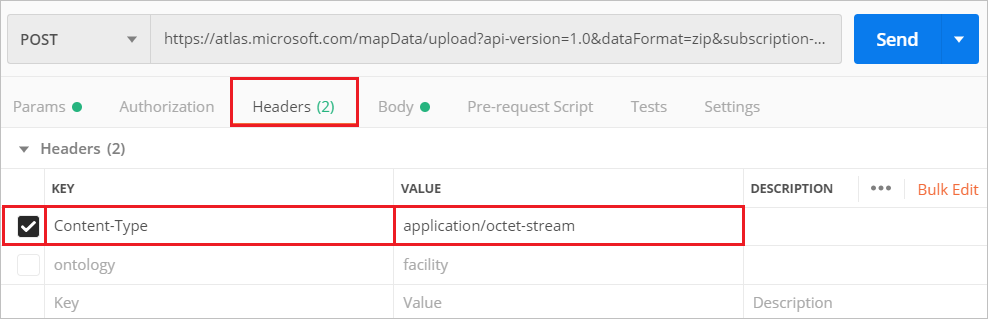 POST https://atlas.microsoft.com/mapData/upload?api-version=1.0&dataFormat=zip&subscription-... Send
Params Authorization Headers (2) Body Pre-request Script Tests Settings
Headers (2)
KEY VALUE DESCRIPTION ••• Bulk Edit
Content-Type application/octet-stream
ontology facility
Key Value Description